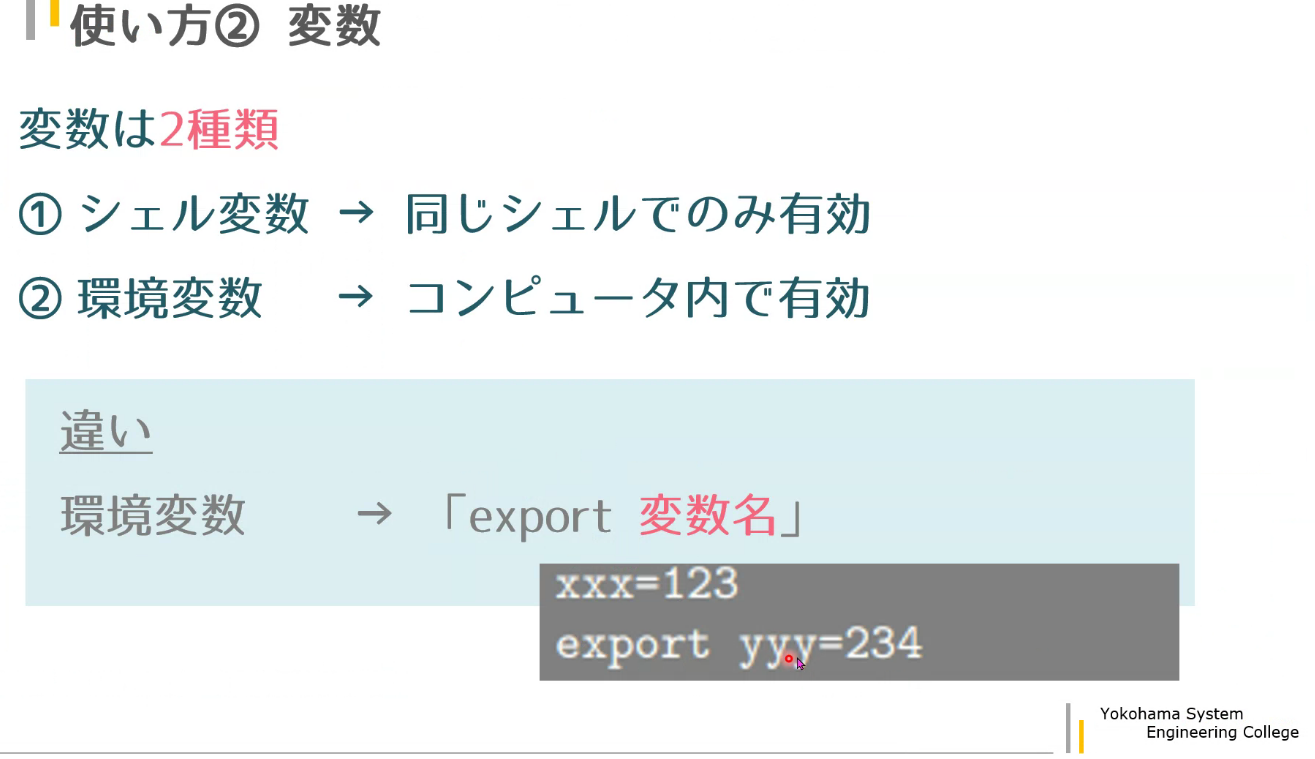 使い方② 変数
変数は2種類
① シェル変数 → 同じシェルでのみ有効
② 環境変数 → コンピュータ内で有効
違い
環境変数 → 「export 変数名」
xxx=123
export yyy=234
Yokohama System
Engineering College